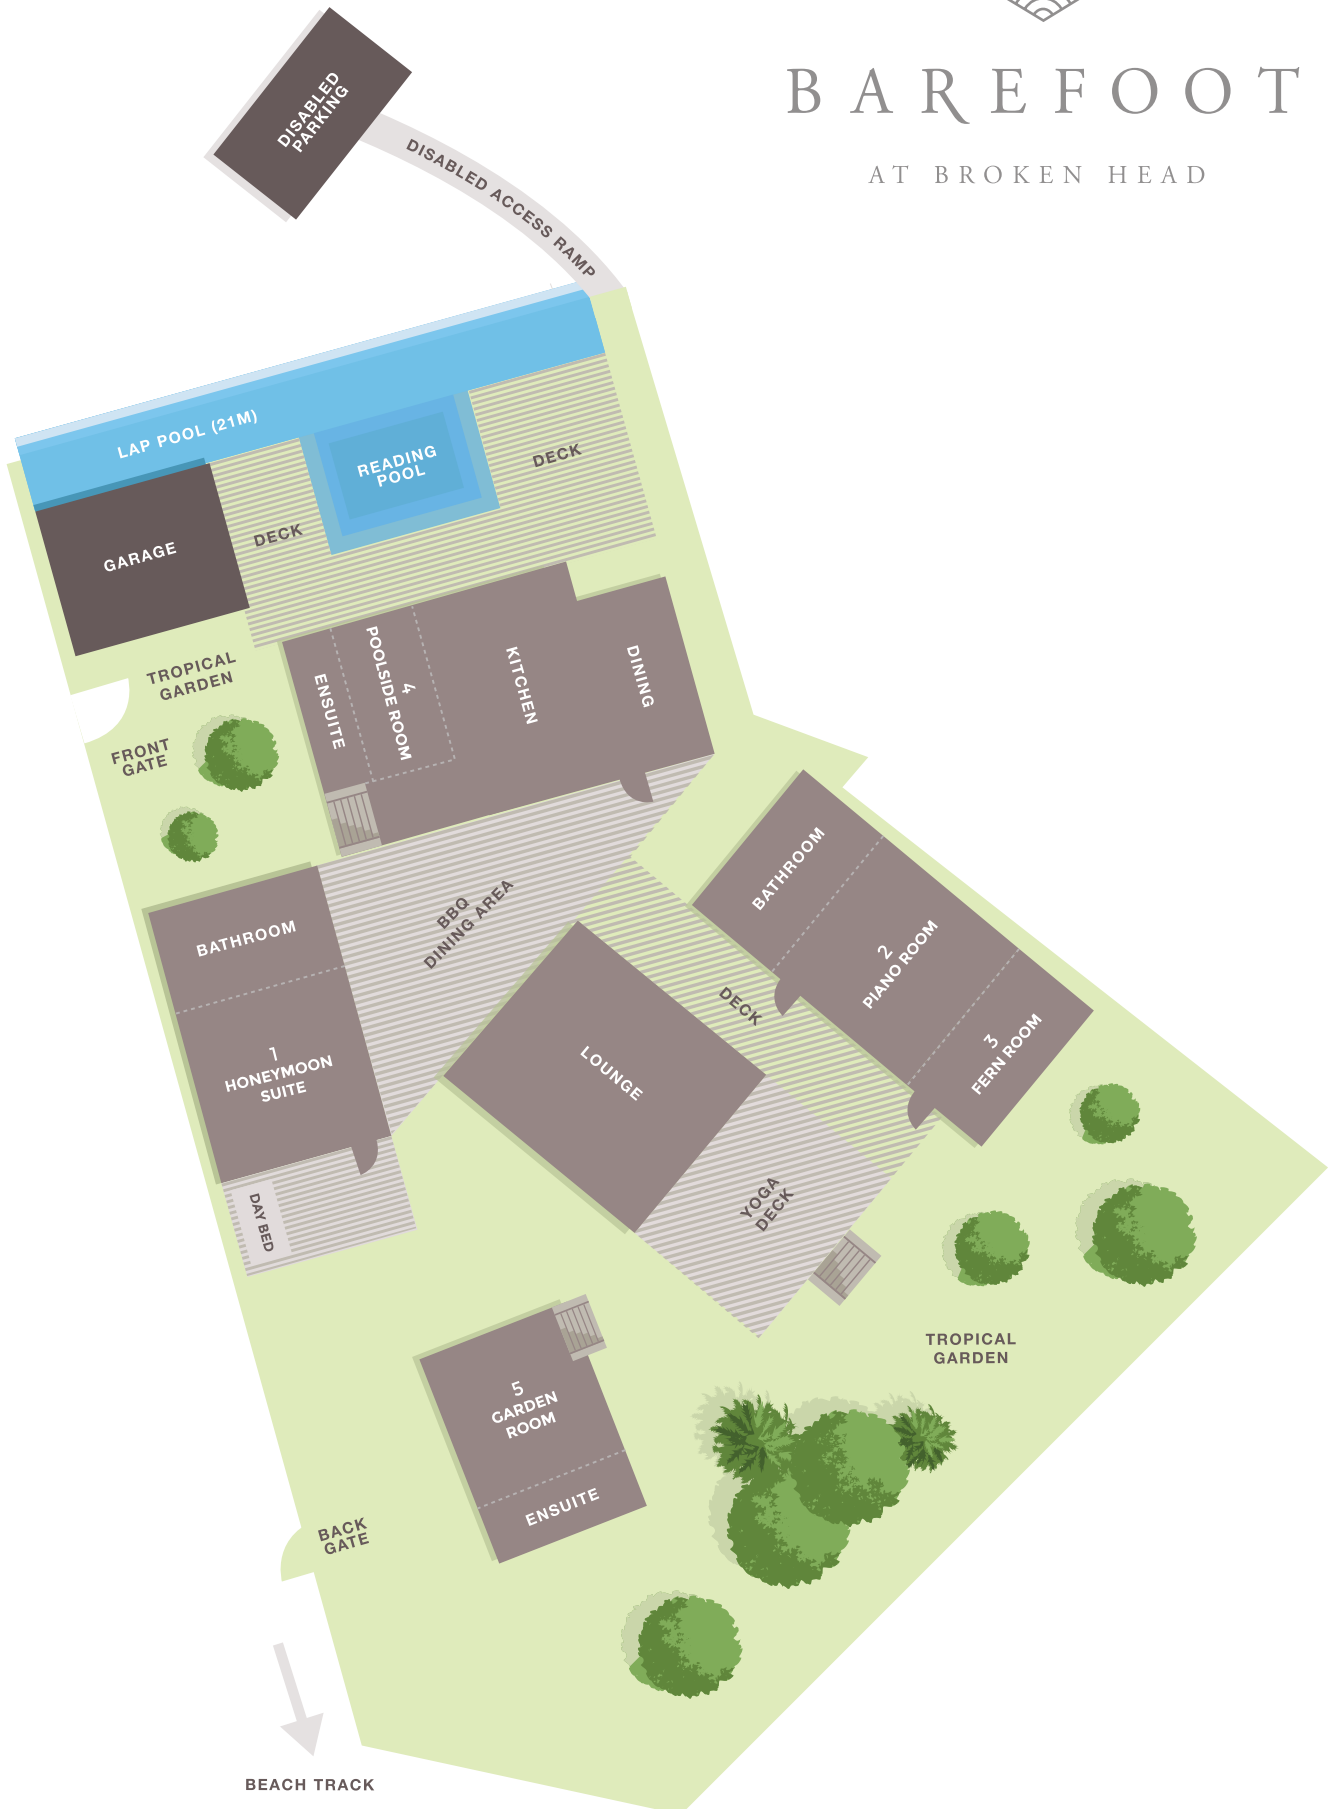 BAREFOOT
AT BROKEN HEAD
DISABLED
PARKING
DISABLED ACCESS RAMP
LAP POOL (21M)
READING
POOL
DECK
DECK
GARAGE
TROPICAL
GARDEN
FRONT
GATE
ENSUITE
4
POOLSIDE ROOM
KITCHEN
DINING
BBQ
DINING AREA
BATHROOM
1
HONEYMOON
SUITE
DAY BED
LOUNGE
DECK
BATHROOM
2
PIANO ROOM
3
FERN ROOM
YOGA
DECK
TROPICAL
GARDEN
5
GARDEN
ROOM
ENSUITE
BACK
GATE
BEACH TRACK